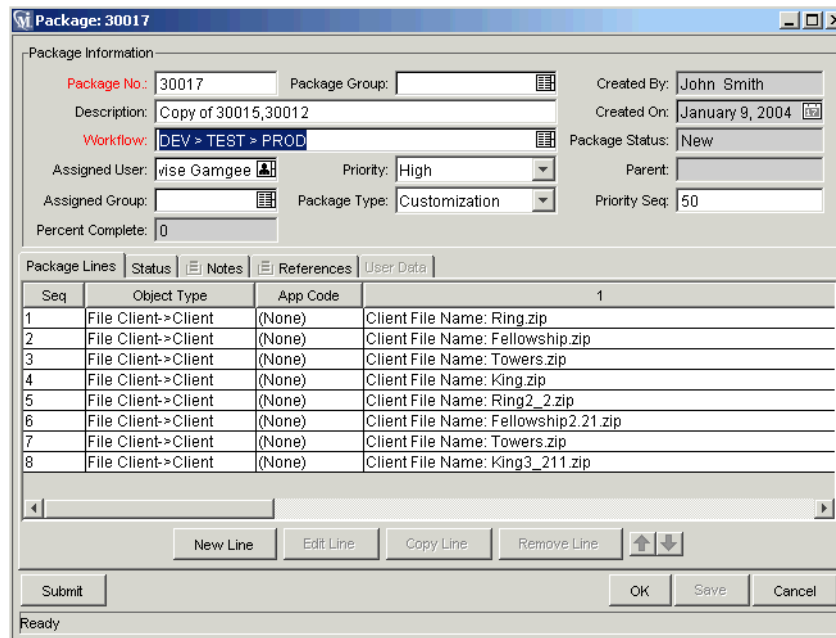 Package: 30017
Package Information
Package No.: 30017 Package Group: Created By: John Smith
Description: Copy of 30015,30012 Created On: January 9, 2004
Workflow: DEV > TEST > PROD Package Status: New
Assigned User: vise Gamgee Priority: High Parent:
Assigned Group: Package Type: Customization Priority Seq: 50
Percent Complete: 0
Package Lines Status Notes References User Data
Seq Object Type App Code 1
1 File Client->Client (None) Client File Name: Ring.zip
2 File Client->Client (None) Client File Name: Fellowship.zip
3 File Client->Client (None) Client File Name: Towers.zip
4 File Client->Client (None) Client File Name: King.zip
5 File Client->Client (None) Client File Name: Ring2_2.zip
6 File Client->Client (None) Client File Name: Fellowship2.21.zip
7 File Client->Client (None) Client File Name: Towers.zip
8 File Client->Client (None) Client File Name: King3_211.zip
New Line Edit Line Copy Line Remove Line
Submit OK Save Cancel
Ready